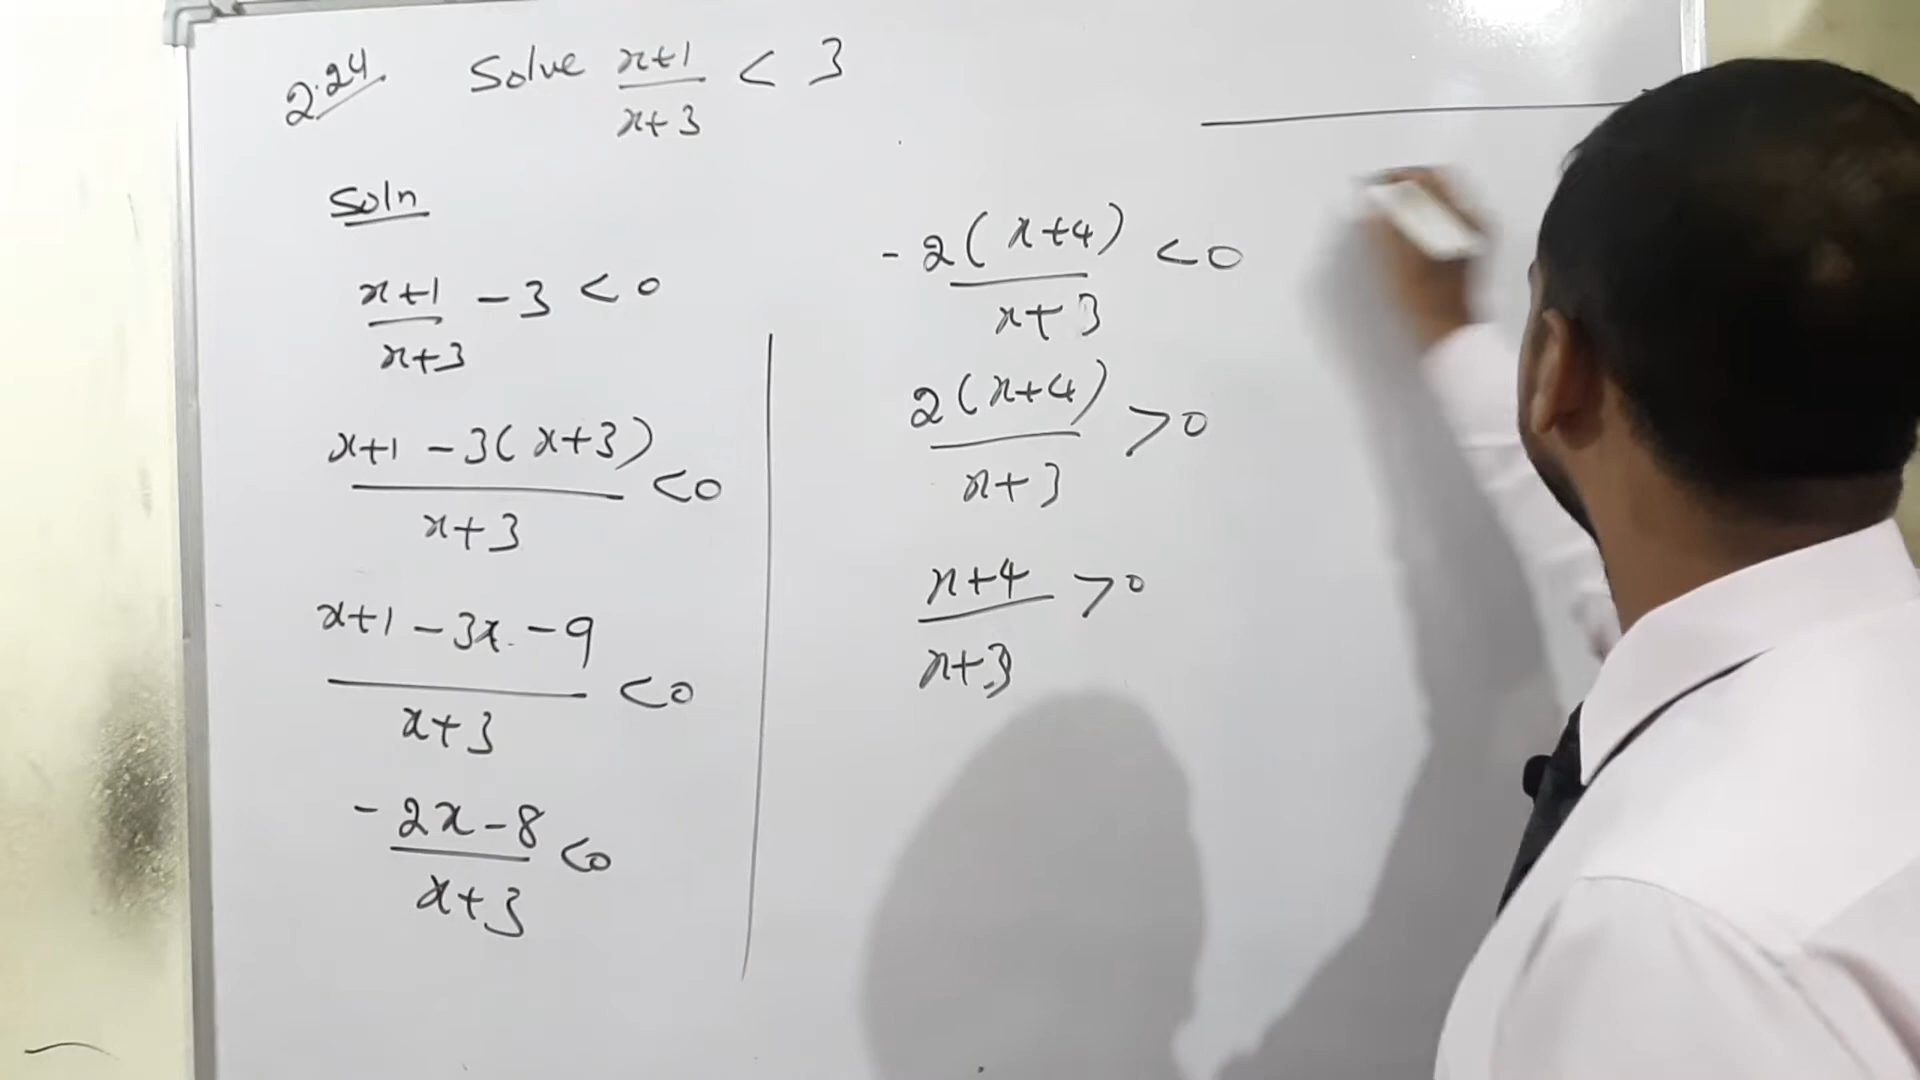 2.24 Solve x+1/x+3 < 3
Soln
x+1/x+3 - 3 < 0
x+1 - 3(x+3)/x+3 < 0
x+1 - 3x - 9/x+3 < 0
-2x - 8/x+3 < 0
-2(x+4)/x+3 < 0
2(x+4)/x+3 > 0
x+4/x+3 > 0